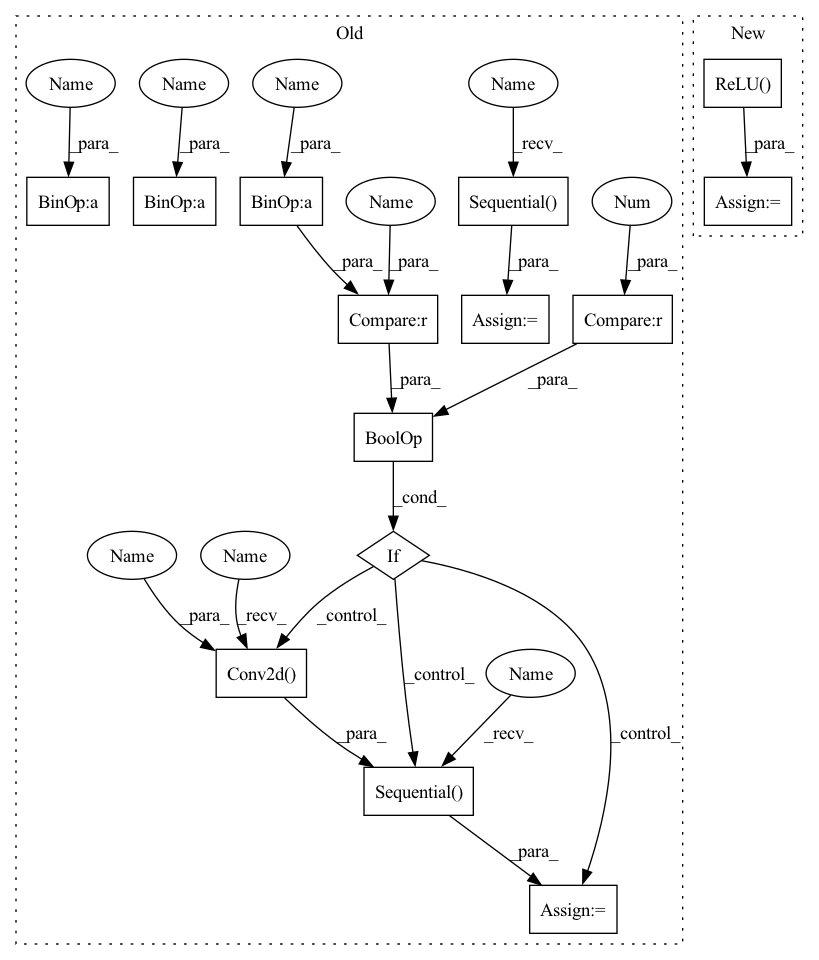 Old
New
Name
Name
Name
Name
ReLU()
_para_
_para_
_para_
_recv_
_para_
BinOp:a
BinOp:a
BinOp:a
Name
Sequential()
Num
Assign:=
_para_
_para_
_para_
_para_
Compare:r
Assign:=
Compare:r
_para_
_para_
BoolOp
_cond_
Name
Name
If
_para_
_recv_
_control_
Conv2d()
_control_
Name
_control_
_para_
_recv_
Sequential()
_para_
Assign:=